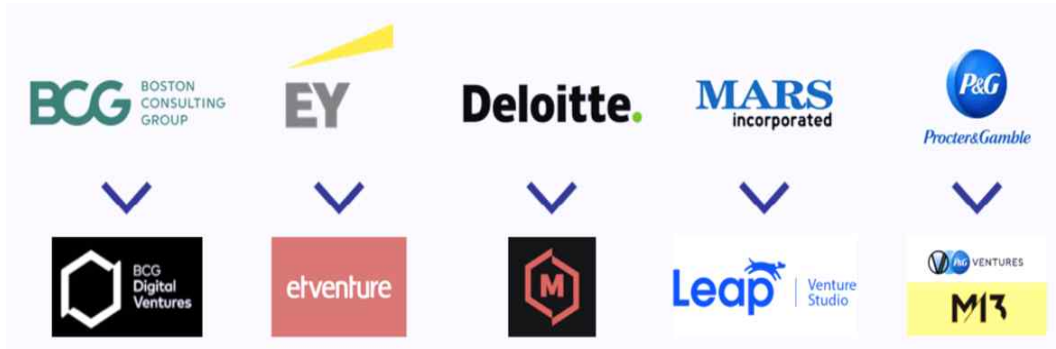 BCG BOSTON
CONSULTING
GROUP
EY
Deloitte.
MARS
incorporated
P&G
Procter&Gamble
BCG
Digital
Ventures
etventure
M
Leap Venture
Studio
V P&G VENTURES
M13